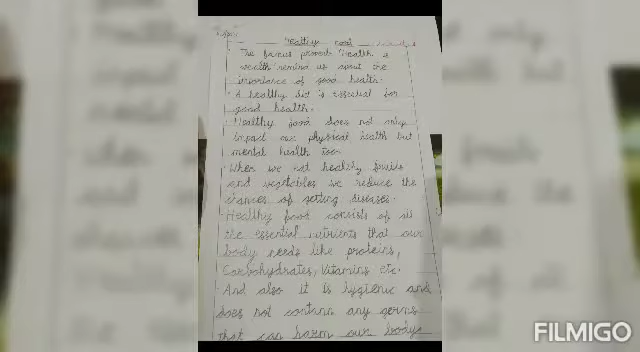 Healthy food
The famous proverb "Health is
wealth" remind us about the
importance of good health.
· A healthy diet is essential for
good health.
· Healthy food does not only
impact our physical health but
mental health too.
· When we eat healthy fruits
and vegetables we reduce the
chances of getting diseases.
· Healthy food consists of all
the essential nutrients that our
body needs like proteins,
Carbohydrates, Vitamins etc.
· And also it is hygienic and
does not contain any germs
that can harm our body
FILMIGO